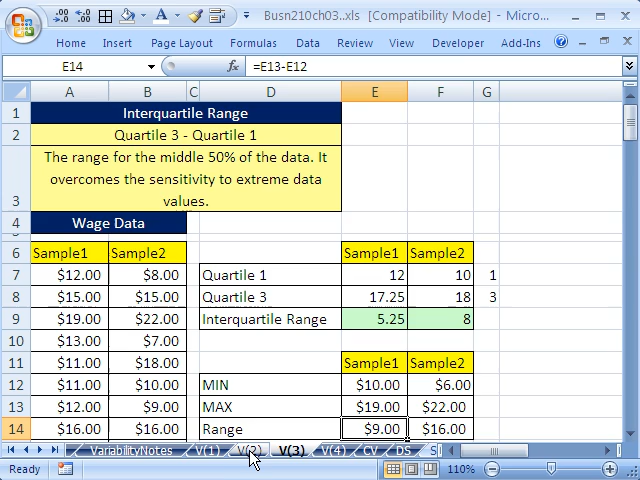 Busn210ch03..xls [Compatibility Mode] - Micro...
Home Insert Page Layout Formulas Data Review View Developer Add-Ins
E14 fx =E13-E12
A B C D E F G
1 Interquartile Range
2 Quartile 3 - Quartile 1
The range for the middle 50% of the data. It
overcomes the sensitivity to extreme data
3 values.
4 Wage Data
6 Sample1 Sample2 Sample1 Sample2
7 $12.00 $8.00 Quartile 1 12 10 1
8 $15.00 $15.00 Quartile 3 17.25 18 3
9 $19.00 $22.00 Interquartile Range 5.25 8
10 $13.00 $7.00
11 $11.00 $18.00 Sample1 Sample2
12 $11.00 $10.00 MIN $10.00 $6.00
13 $12.00 $9.00 MAX $19.00 $22.00
14 $16.00 $16.00 Range $9.00 $16.00
VariabilityNotes V(1) V(2) V(3) V(4) CV DS
Ready 110%